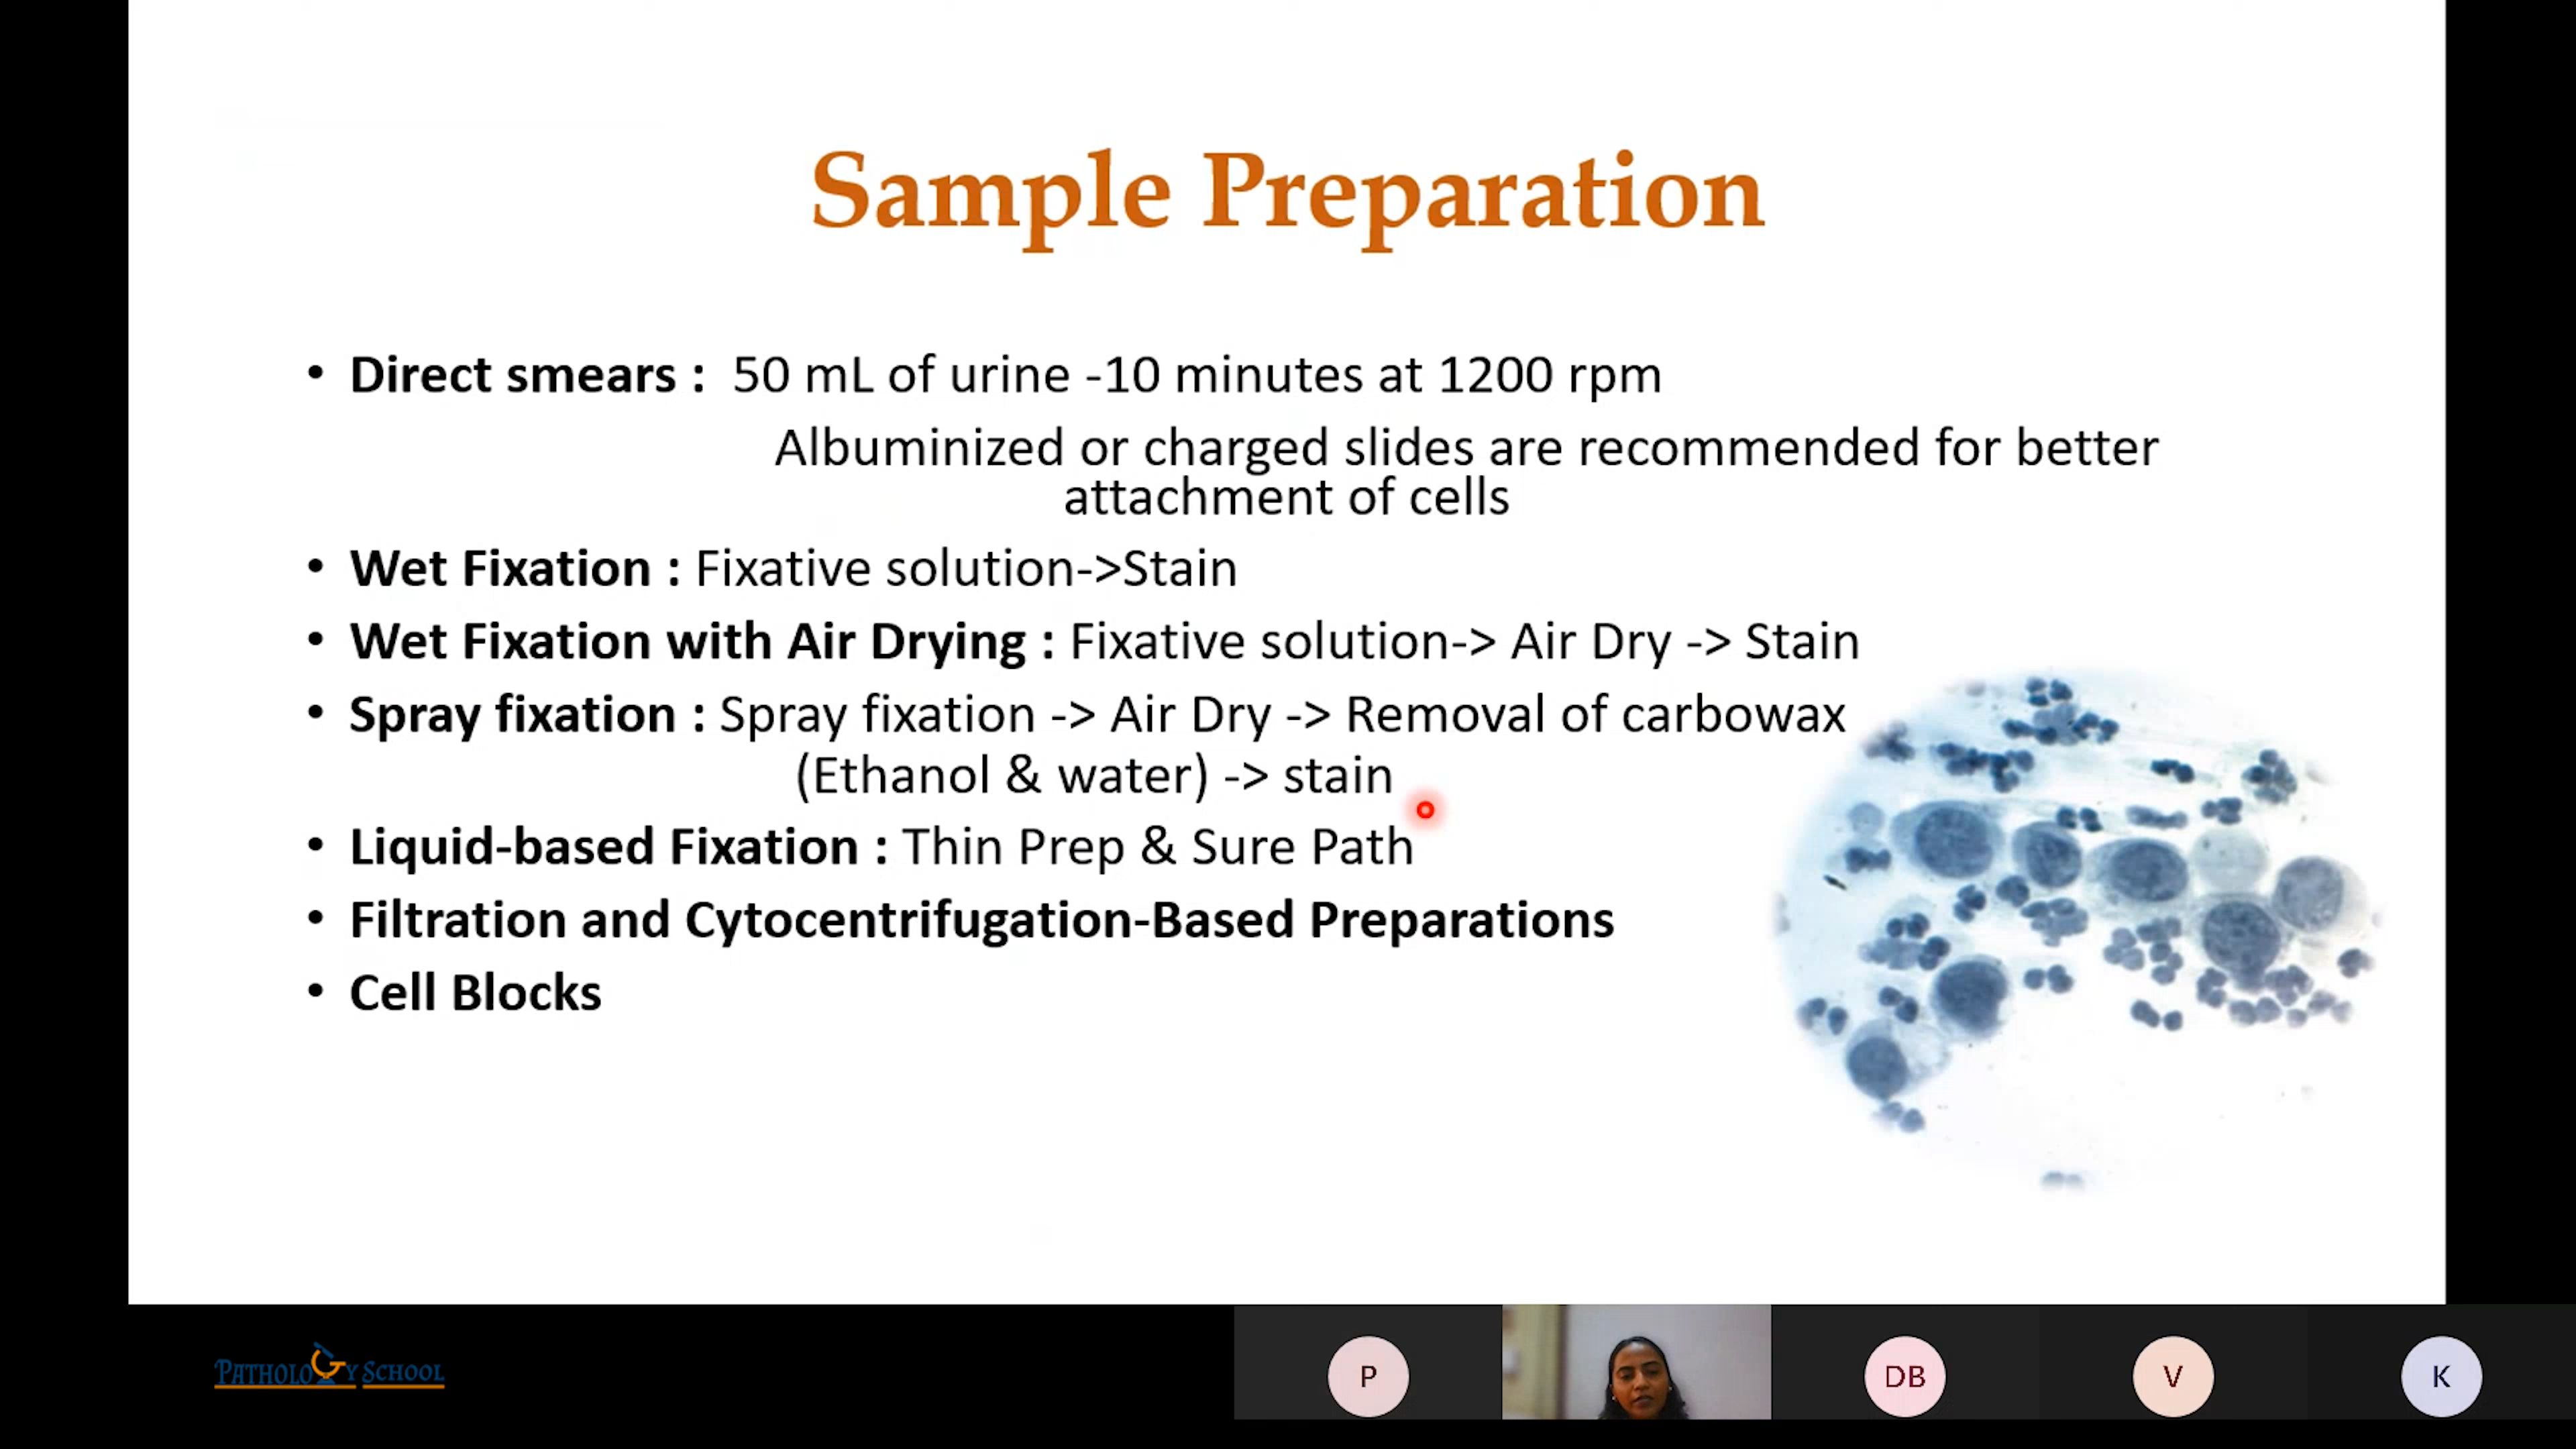 Sample Preparation
• Direct smears : 50 mL of urine -10 minutes at 1200 rpm
Albuminized or charged slides are recommended for better
attachment of cells
• Wet Fixation : Fixative solution->Stain
• Wet Fixation with Air Drying : Fixative solution-> Air Dry -> Stain
• Spray fixation : Spray fixation -> Air Dry -> Removal of carbowax
(Ethanol & water) -> stain
• Liquid-based Fixation : Thin Prep & Sure Path
• Filtration and Cytocentrifugation-Based Preparations
• Cell Blocks
PATHOLOGY SCHOOL
P
DB
V
K